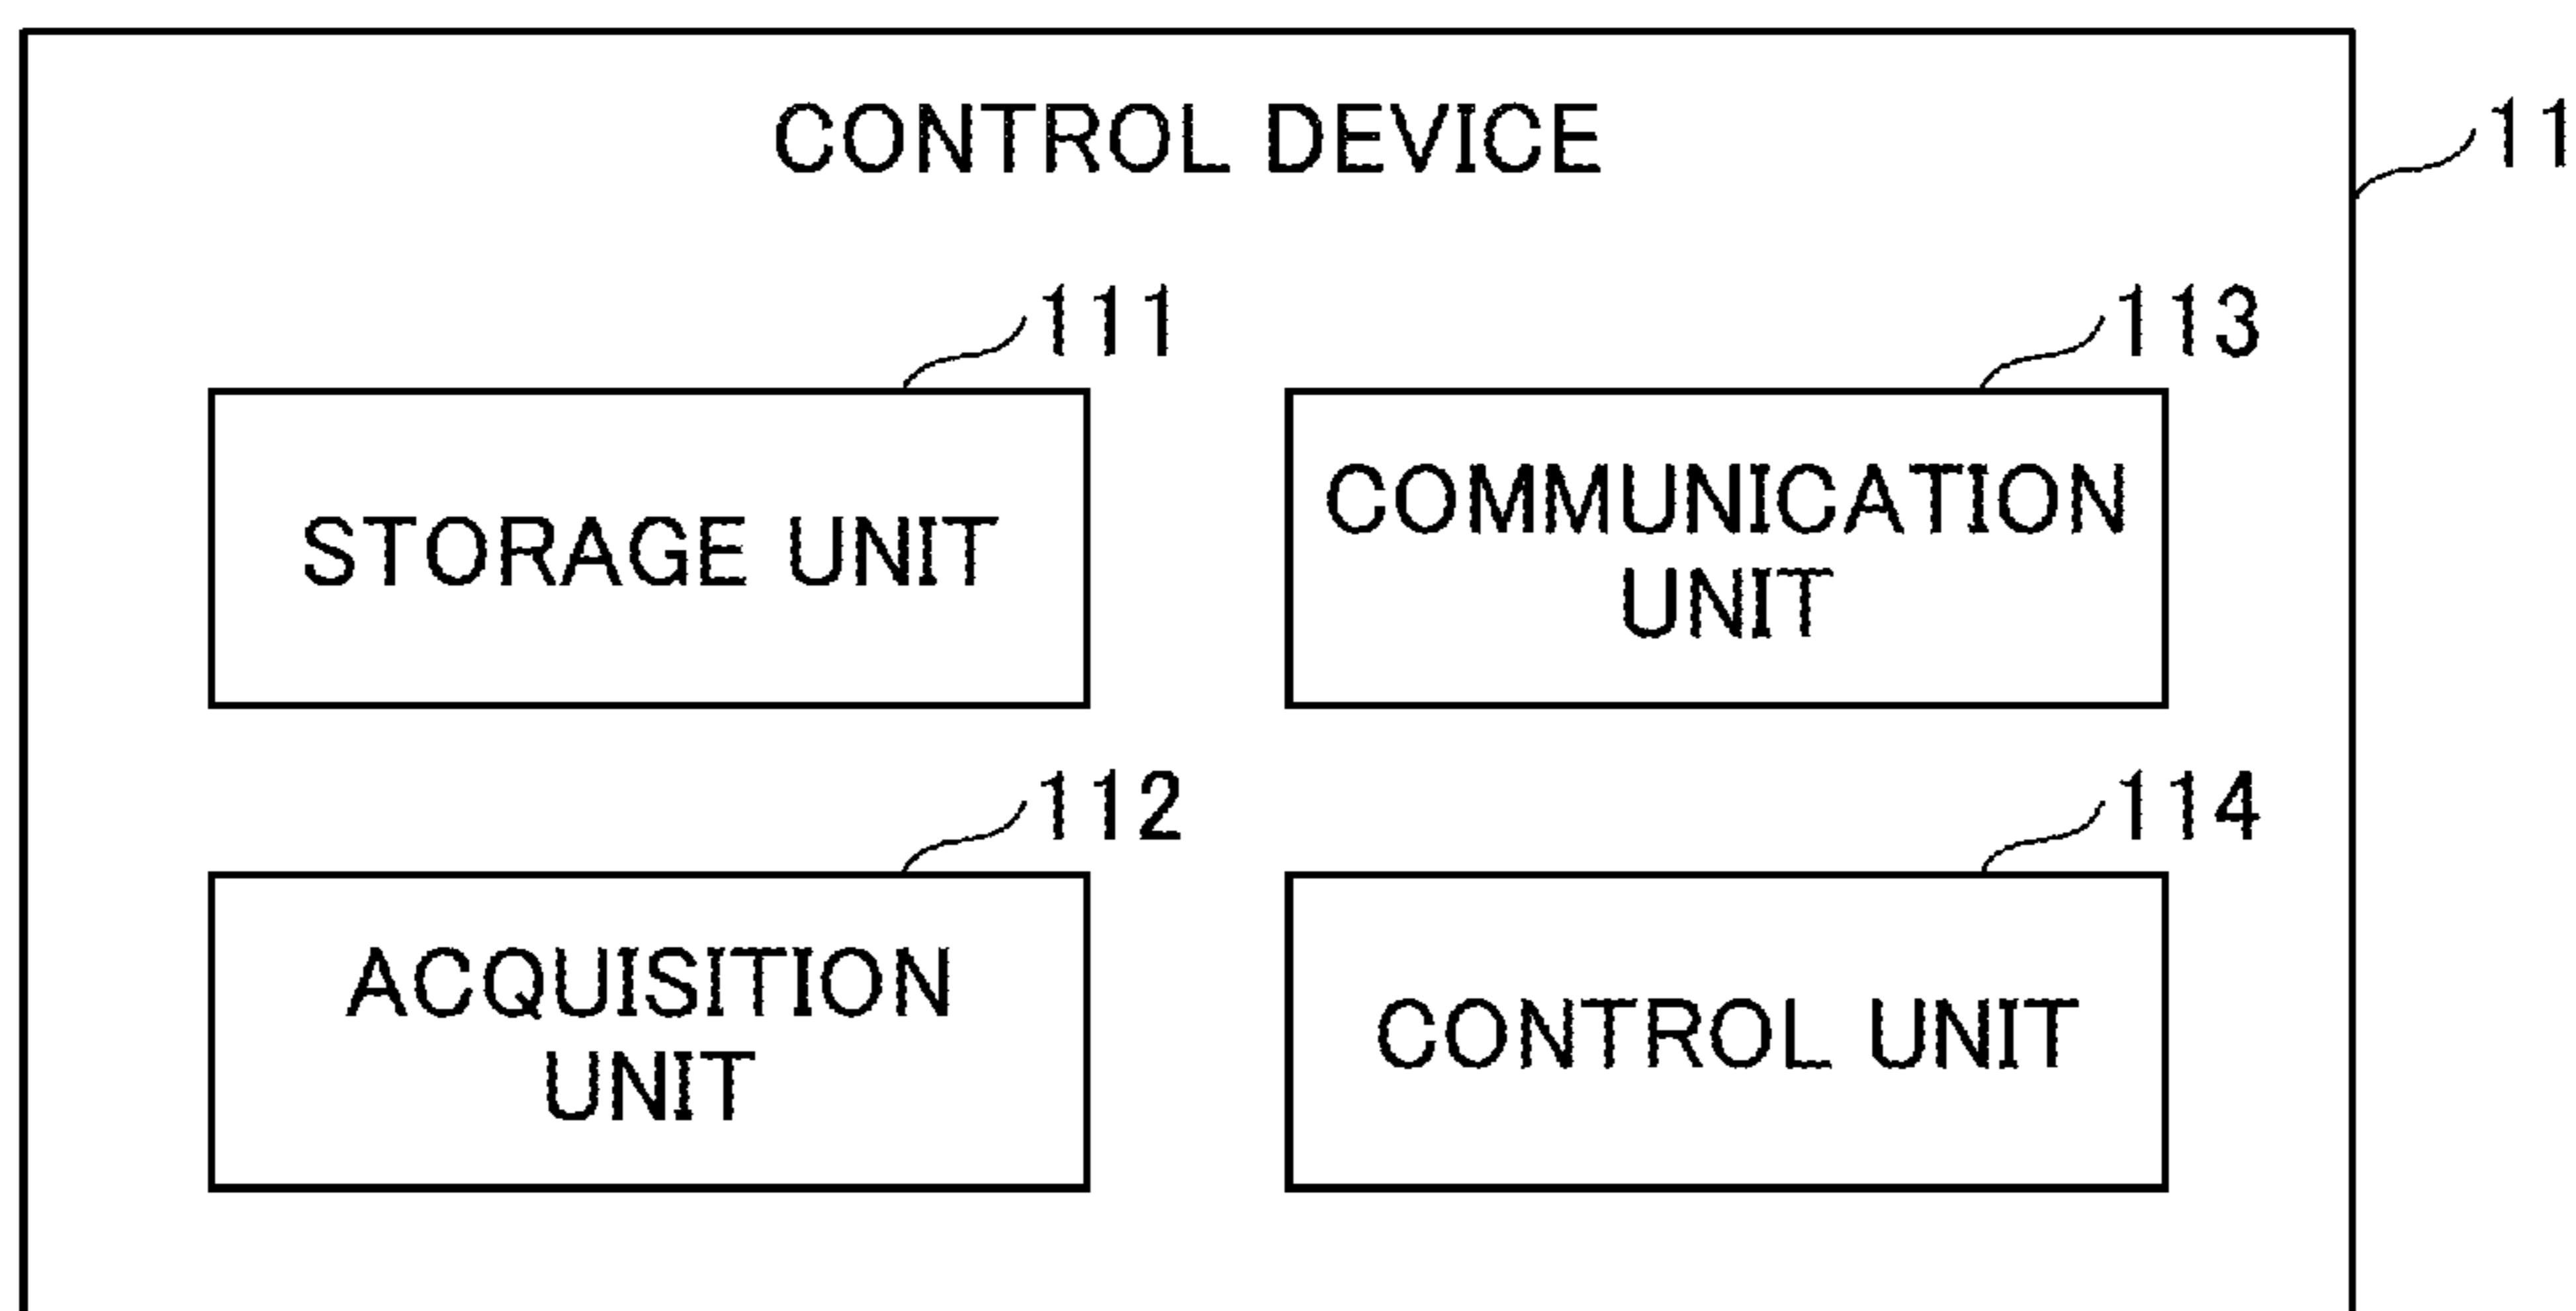 CONTROL DEVICE
11
111
113
STORAGE UNIT
COMMUNICATION
UNIT
112
114
ACQUISITION
UNIT
CONTROL UNIT